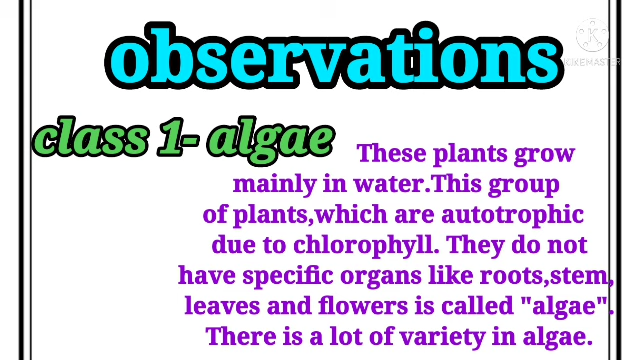 observations
KINEMASTER
class 1- algae
These plants grow
mainly in water.This group
of plants,which are autotrophic
due to chlorophyll. They do not
have specific organs like roots,stem,
leaves and flowers is called "algae".
There is a lot of variety in algae.